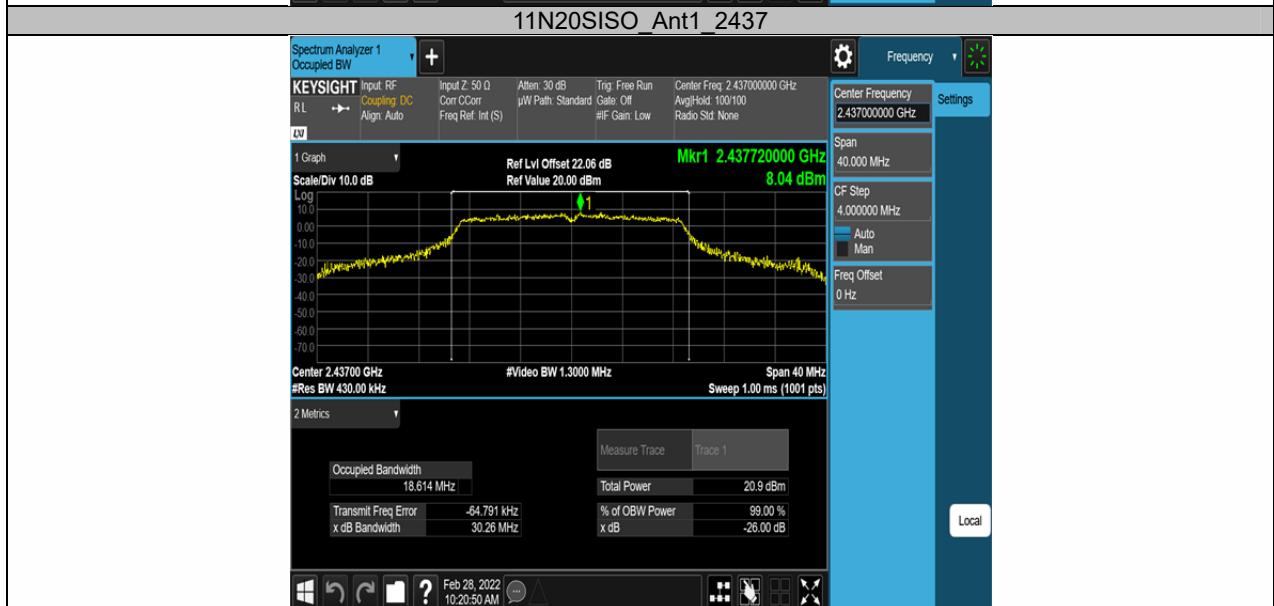 11N20SISO_Ant1_2437
Spectrum Analyzer 1
Occupied BW
+
Frequency
KEYSIGHT
Input: RF
Coupling: DC
Align: Auto
RL
LXI
Input Z: 50 Ω
Corr CCorr
Freq Ref: Int (S)
Atten: 30 dB
µW Path: Standard
Trig: Free Run
Gate: Off
#IF Gain: Low
Center Freq: 2.437000000 GHz
Avg|Hold: 100/100
Radio Std: None
Center Frequency
2.437000000 GHz
Settings
Span
40.000 MHz
CF Step
4.000000 MHz
Auto
Man
Freq Offset
0 Hz
1 Graph
Scale/Div 10.0 dB
Ref Lvl Offset 22.06 dB
Ref Value 20.00 dBm
Mkr1 2.437720000 GHz
8.04 dBm
Log
1
10.0
0.00
-10.0
-20.0
-30.0
-40.0
-50.0
-60.0
-70.0
Center 2.43700 GHz
#Video BW 1.3000 MHz
Span 40 MHz
#Res BW 430.00 kHz
Sweep 1.00 ms (1001 pts)
2 Metrics
Measure Trace Trace 1
Occupied Bandwidth
18.614 MHz
Total Power 20.9 dBm
Transmit Freq Error -64.791 kHz
% of OBW Power 99.00 %
x dB Bandwidth 30.26 MHz
x dB -26.00 dB
Local
?
Feb 28, 2022
10:20:50 AM